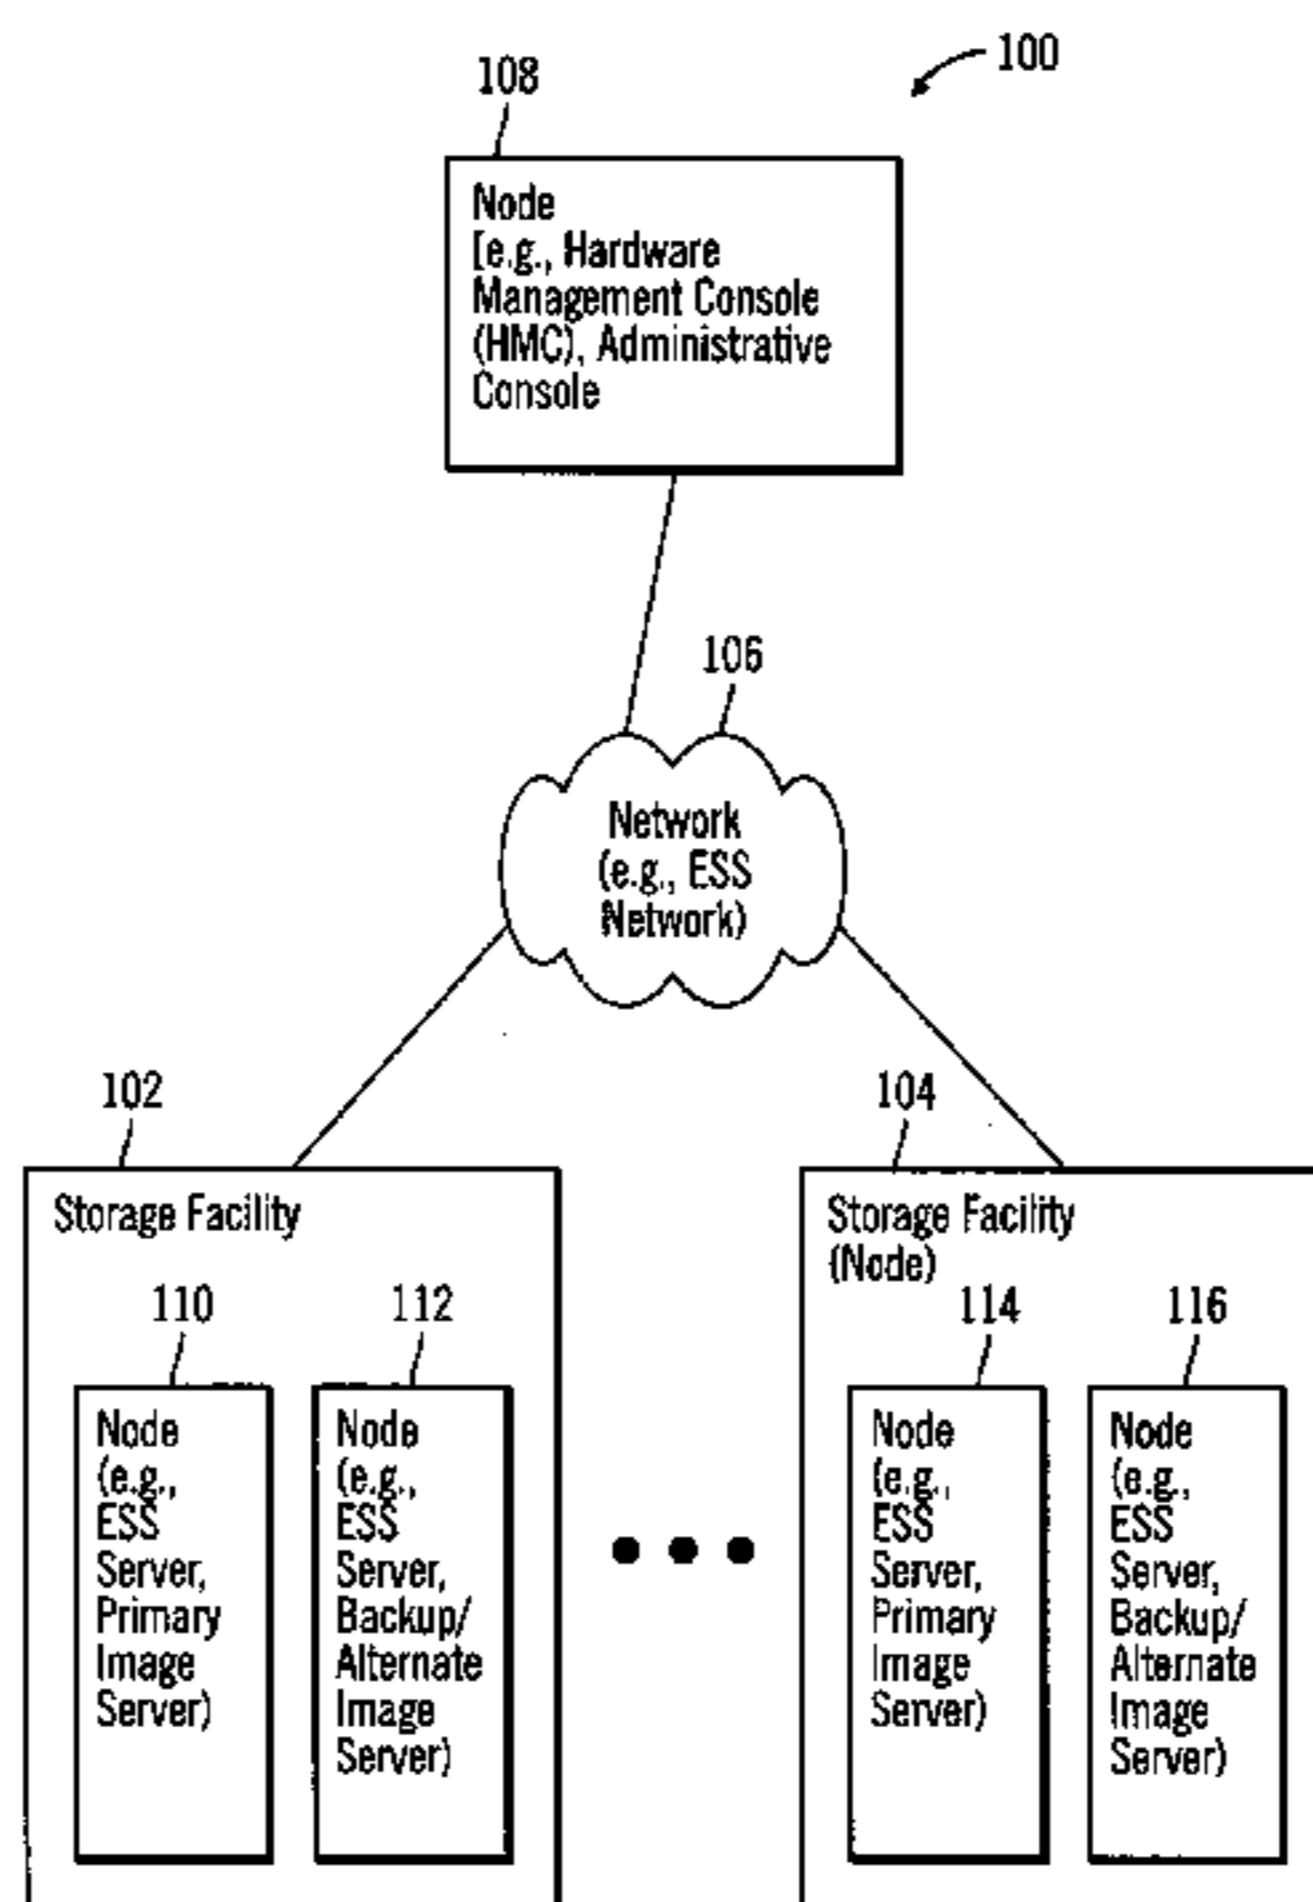 100
108
Node
[e.g., Hardware
Management Console
(HMC), Administrative
Console
106
Network
(e.g., ESS
Network)
102
Storage Facility
110
Node
(e.g.,
ESS
Server,
Primary
Image
Server)
112
Node
(e.g.,
ESS
Server,
Backup/
Alternate
Image
Server)
104
Storage Facility
(Node)
114
Node
(e.g.,
ESS
Server,
Primary
Image
Server)
116
Node
(e.g.,
ESS
Server,
Backup/
Alternate
Image
Server)